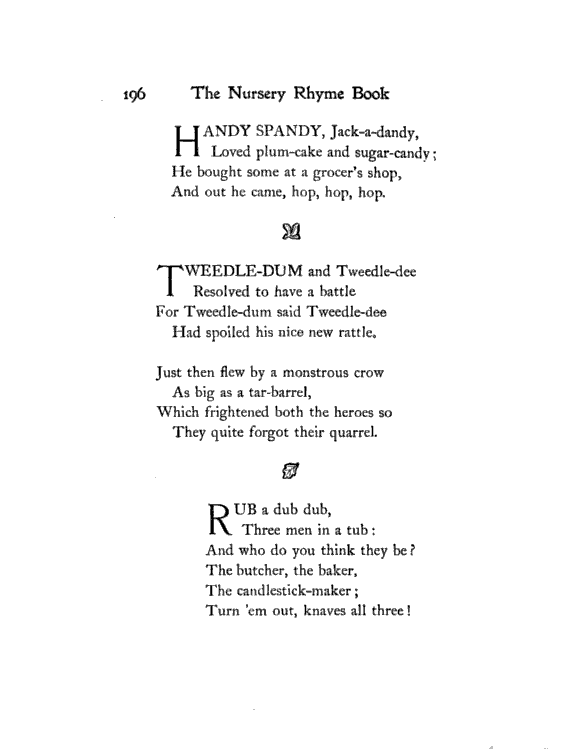 196 The Nursery Rhyme Book
HANDY SPANDY, Jack-a-dandy,
Loved plum-cake and sugar-candy;
He bought some at a grocer's shop,
And out he came, hop, hop, hop.
TWEEDLE-DUM and Tweedle-dee
Resolved to have a battle
For Tweedle-dum said Tweedle-dee
Had spoiled his nice new rattle.
Just then flew by a monstrous crow
As big as a tar-barrel,
Which frightened both the heroes so
They quite forgot their quarrel.
RUB a dub dub,
Three men in a tub:
And who do you think they be?
The butcher, the baker,
The candlestick-maker;
Turn 'em out, knaves all three!